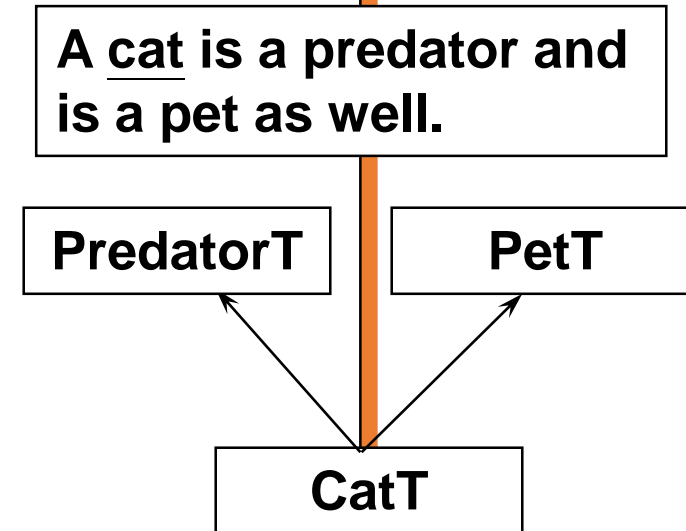 A cat is a predator and
is a pet as well.
PredatorT
PetT
CatT